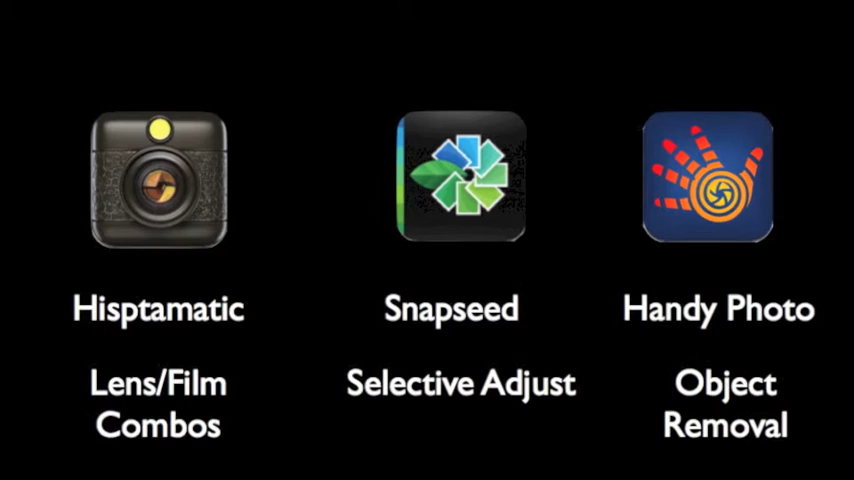 Hisptamatic
Snapseed
Handy Photo
Lens/Film
Combos
Selective Adjust
Object
Removal